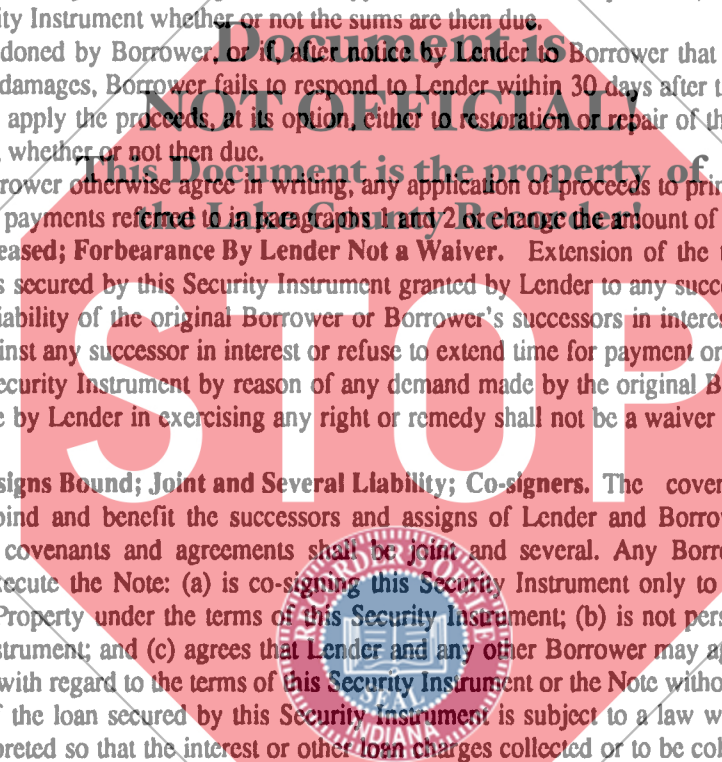 ity Instrument whether or not the sums are then due.
Document is
doned by Borrower, or if, after notice by Lender to Borrower that
damages, Borrower fails to respond to Lender within 30 days after t
NOT OFFICIAL!
apply the proceeds, at its option, either to restoration or repair of th
, whether or not then due.
This Document is the property of
rower otherwise agree in writing, any application of proceeds to prin
the Lake County Recorder!
payments referred to in paragraphs 1 and 2 or change the amount of
eased; Forbearance By Lender Not a Waiver. Extension of the t
s secured by this Security Instrument granted by Lender to any succe
iability of the original Borrower or Borrower's successors in interes
inst any successor in interest or refuse to extend time for payment or
ecurity Instrument by reason of any demand made by the original B
e by Lender in exercising any right or remedy shall not be a waiver
STOP
signs Bound; Joint and Several Liability; Co-signers. The coven
bind and benefit the successors and assigns of Lender and Borrow
covenants and agreements shall be joint and several. Any Borr
xecute the Note: (a) is co-signing this Security Instrument only to
Property under the terms of this Security Instrument; (b) is not pers
strument; and (c) agrees that Lender and any other Borrower may a
with regard to the terms of this Security Instrument or the Note witho
f the loan secured by this Security Instrument is subject to a law w
preted so that the interest or other loan charges collected or to be col
SEAL
INDIANA